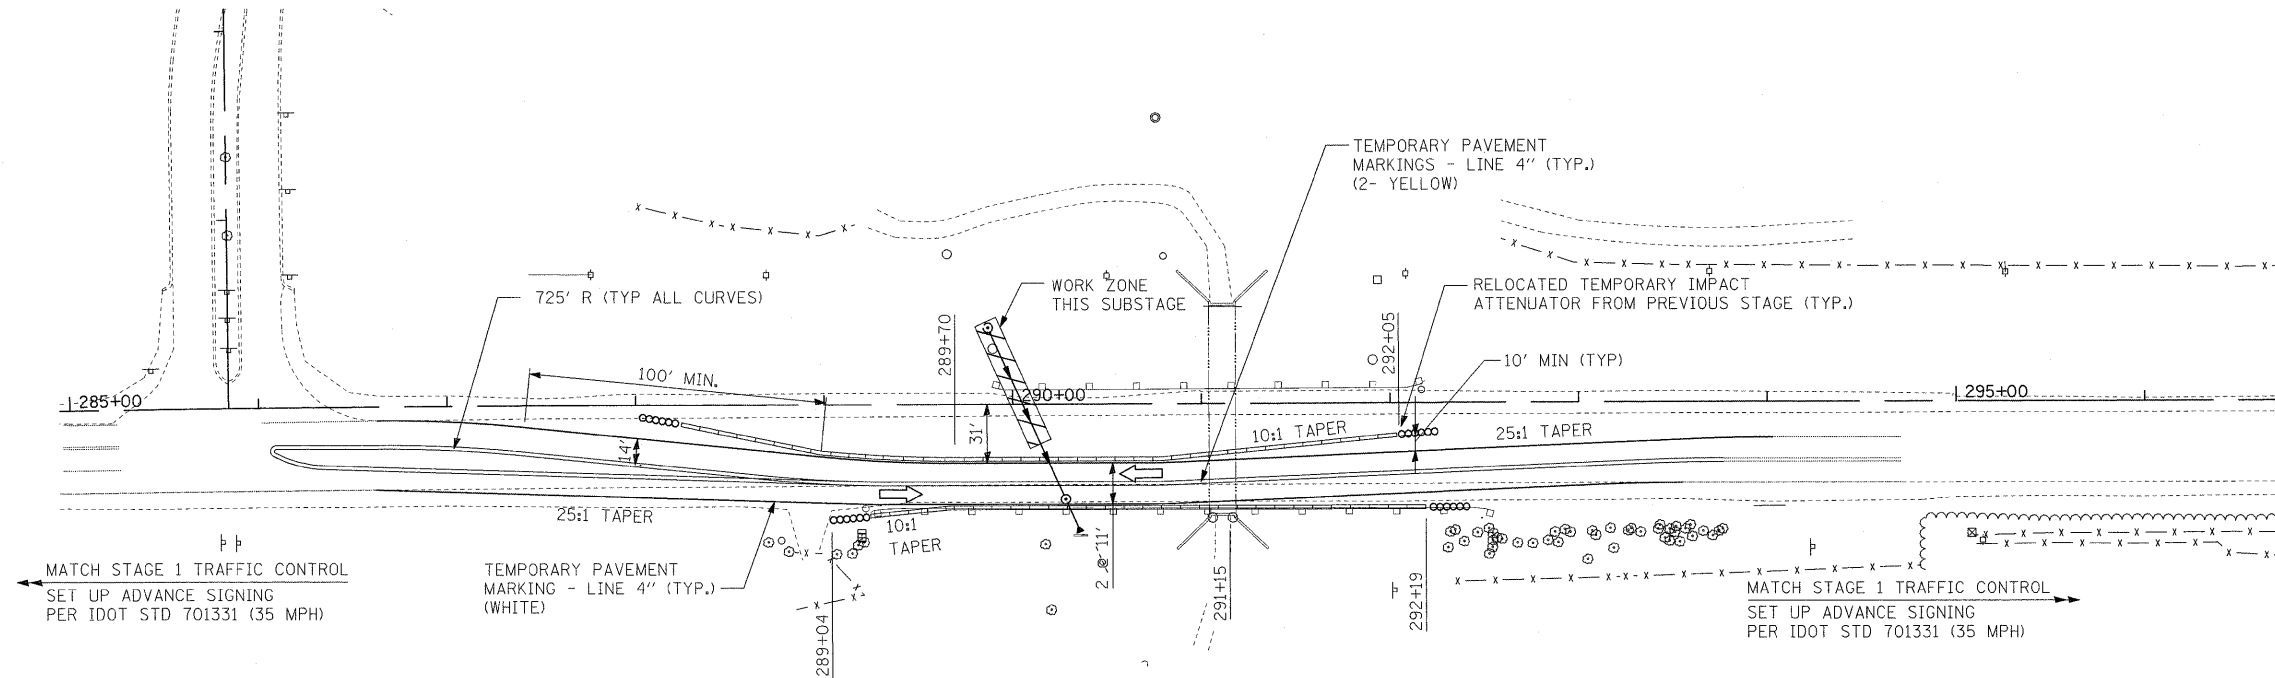 TEMPORARY PAVEMENT
MARKINGS - LINE 4" (TYP.)
(2- YELLOW)
725' R (TYP ALL CURVES)
WORK ZONE
THIS SUBSTAGE
RELOCATED TEMPORARY IMPACT
ATTENUATOR FROM PREVIOUS STAGE (TYP.)
289+70
292+05
10' MIN (TYP)
100' MIN.
285+00
290+00
295+00
31'
14'
10:1 TAPER
25:1 TAPER
25:1 TAPER
10:1
TAPER
2 @ 11'
289+04
291+15
292+19
TEMPORARY PAVEMENT
MARKING - LINE 4" (TYP.)
(WHITE)
MATCH STAGE 1 TRAFFIC CONTROL
SET UP ADVANCE SIGNING
PER IDOT STD 701331 (35 MPH)
MATCH STAGE 1 TRAFFIC CONTROL
SET UP ADVANCE SIGNING
PER IDOT STD 701331 (35 MPH)